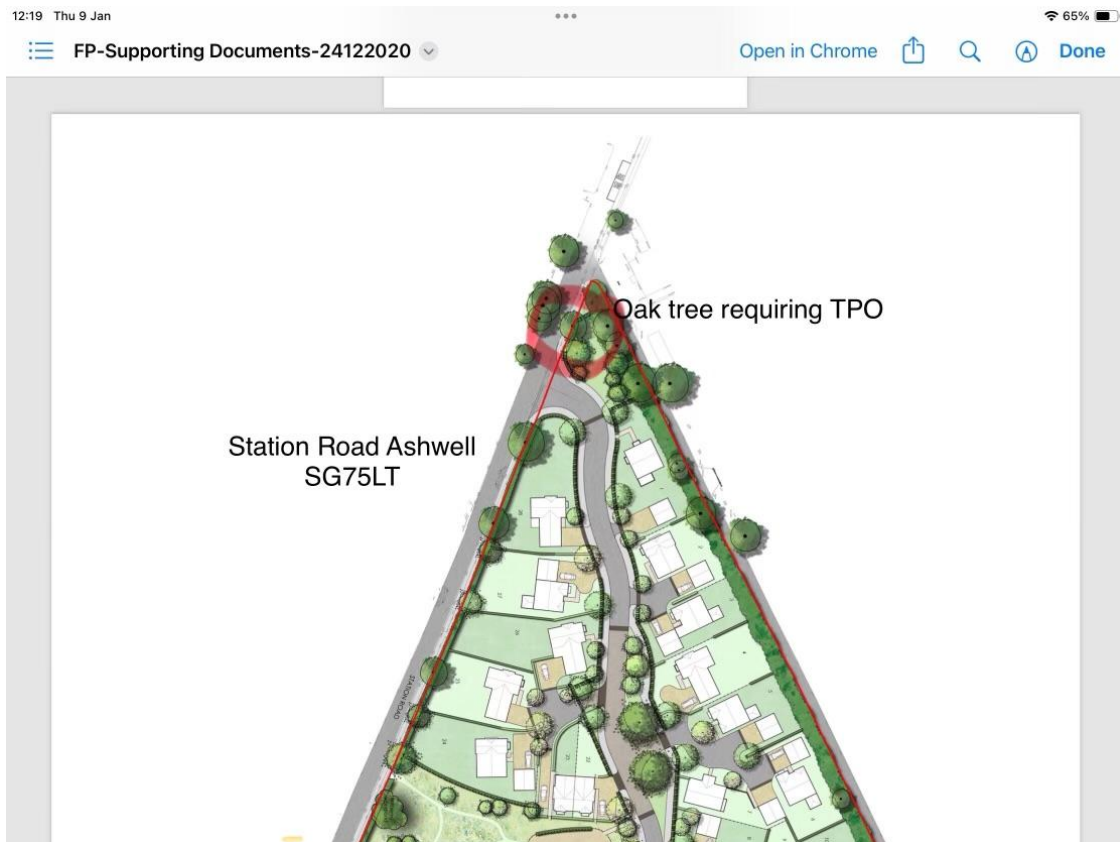 12:19 Thu 9 Jan
65%
FP-Supporting Documents-24122020
Open in Chrome
Done
Oak tree requiring TPO
Station Road Ashwell
SG75LT
STATION ROAD